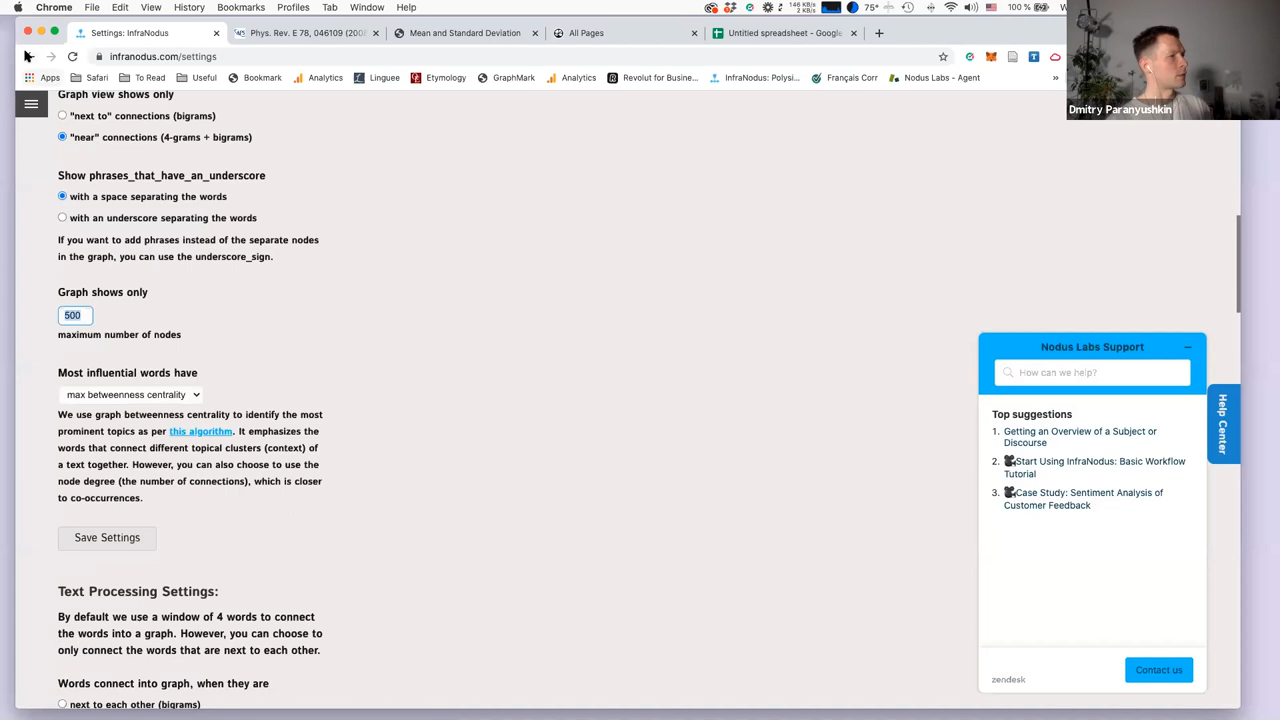 Chrome File Edit View History Bookmarks Profiles Tab Window Help
146 KB/s
2 KB/s
75°
100 %
Settings: InfraNodus
Phys. Rev. E 78, 046109 (200
Mean and Standard Deviation
All Pages
Untitled spreadsheet - Google
infranodus.com/settings
Apps Safari To Read Useful Bookmark Analytics Linguee Etymology GraphMark Analytics Revolut for Busine... InfraNodus: Polysi... Français Corr Nodus Labs - Agent »
Dmitry Paranyushkin
Graph view shows only
"next to" connections (bigrams)
"near" connections (4-grams + bigrams)
Show phrases_that_have_an_underscore
with a space separating the words
with an underscore separating the words
If you want to add phrases instead of the separate nodes
in the graph, you can use the underscore_sign.
Graph shows only
500
maximum number of nodes
Most influential words have
max betweenness centrality
We use graph betweenness centrality to identify the most
prominent topics as per this algorithm. It emphasizes the
words that connect different topical clusters (context) of
a text together. However, you can also choose to use the
node degree (the number of connections), which is closer
to co-occurrences.
Save Settings
Text Processing Settings:
By default we use a window of 4 words to connect
the words into a graph. However, you can choose to
only connect the words that are next to each other.
Words connect into graph, when they are
next to each other (bigrams)
Nodus Labs Support
How can we help?
Top suggestions
1. Getting an Overview of a Subject or
Discourse
2. Start Using InfraNodus: Basic Workflow
Tutorial
3. Case Study: Sentiment Analysis of
Customer Feedback
zendesk
Contact us
Help Center